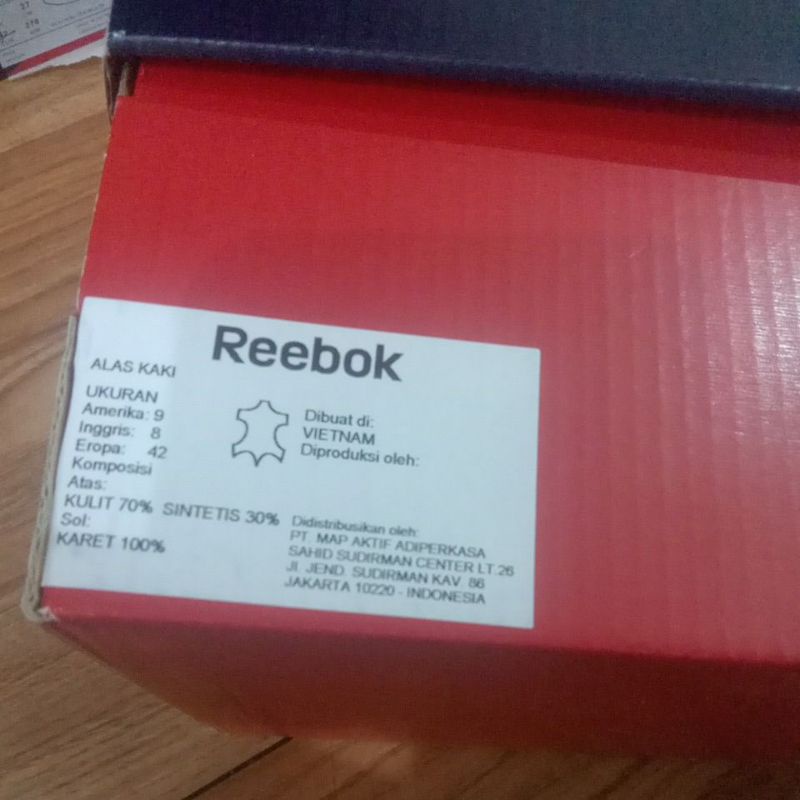 27
270
Reebok
ALAS KAKI
UKURAN
Amerika: 9
Inggris: 8
Eropa: 42
Komposisi
Atas:
KULIT 70% SINTETIS 30%
Sol:
KARET 100%
Dibuat di:
VIETNAM
Diproduksi oleh:
Didistribusikan oleh:
PT. MAP AKTIF ADIPERKASA
SAHID SUDIRMAN CENTER LT.26
Jl. JEND. SUDIRMAN KAV. 86
JAKARTA 10220 - INDONESIA